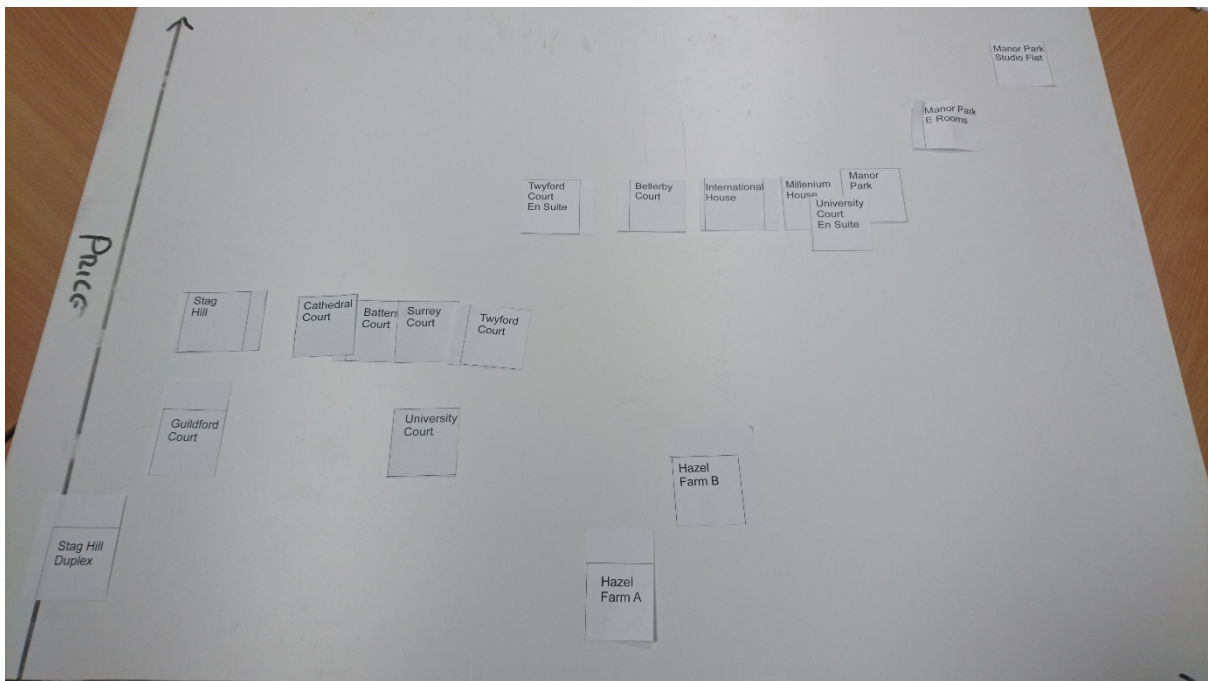 Manor Park
Studio Flat
Manor Park
E Rooms
Twyford
Court
En Suite
Bellerby
Court
International
House
Millenium
House
Manor
Park
University
Court
En Suite
PRICE
Stag
Hill
Cathedral
Court
Batters
Court
Surrey
Court
Twyford
Court
Guildford
Court
University
Court
Hazel
Farm B
Stag Hill
Duplex
Hazel
Farm A